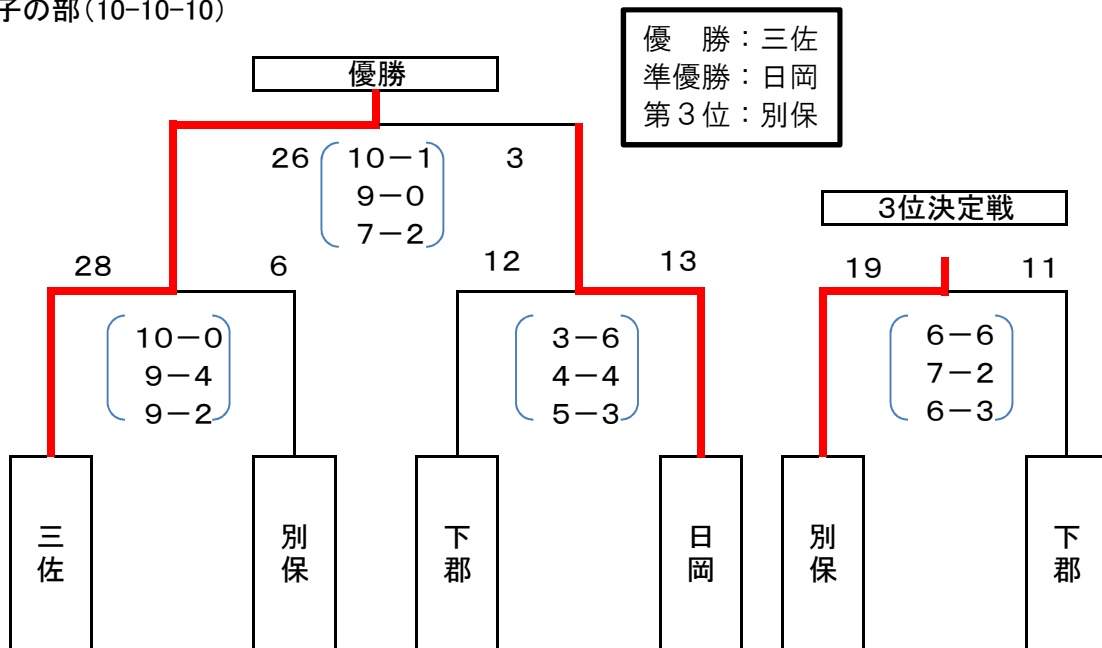 子の部(10-10-10)
優　勝：三佐
準優勝：日岡
第３位：別保
優勝
26
10－1
3
9－0
7－2
3位決定戦
28
6
12
13
19
11
10－0
9－4
9－2
3－6
4－4
5－3
6－6
7－2
6－3
三佐
別保
下郡
日岡
別保
下郡